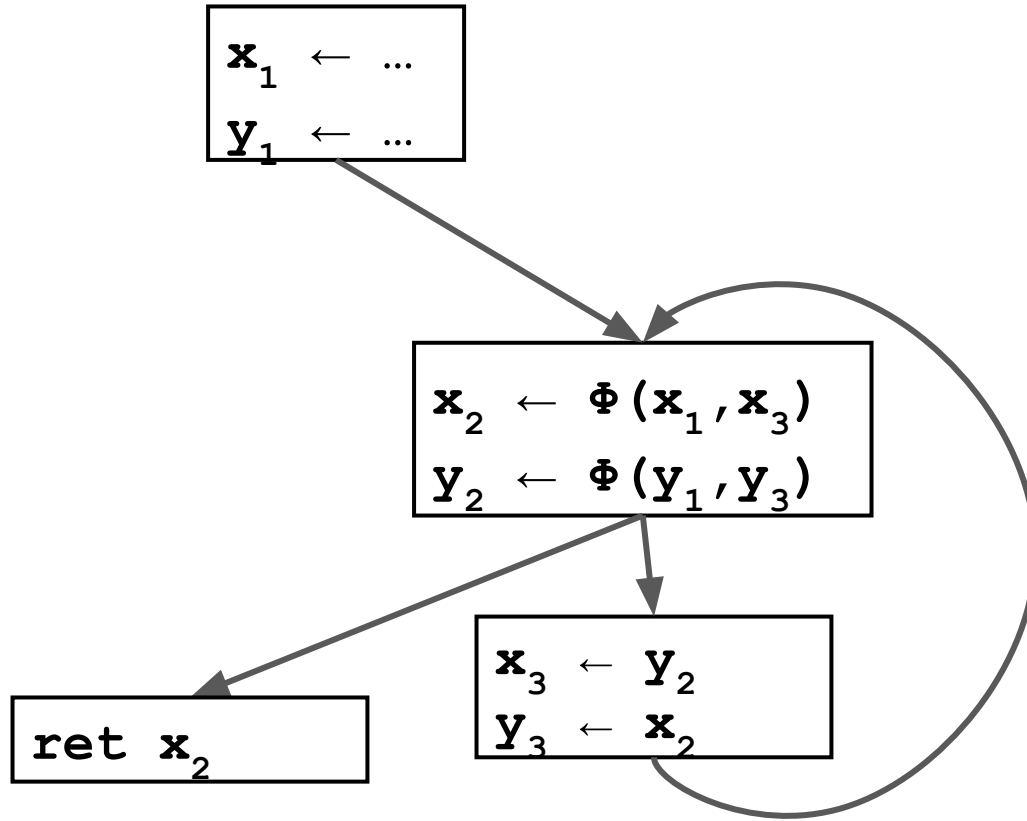 x₁ ← …
y₁ ← …
x₂ ← Φ(x₁,x₃)
y₂ ← Φ(y₁,y₃)
x₃ ← y₂
y₃ ← x₂
ret x₂